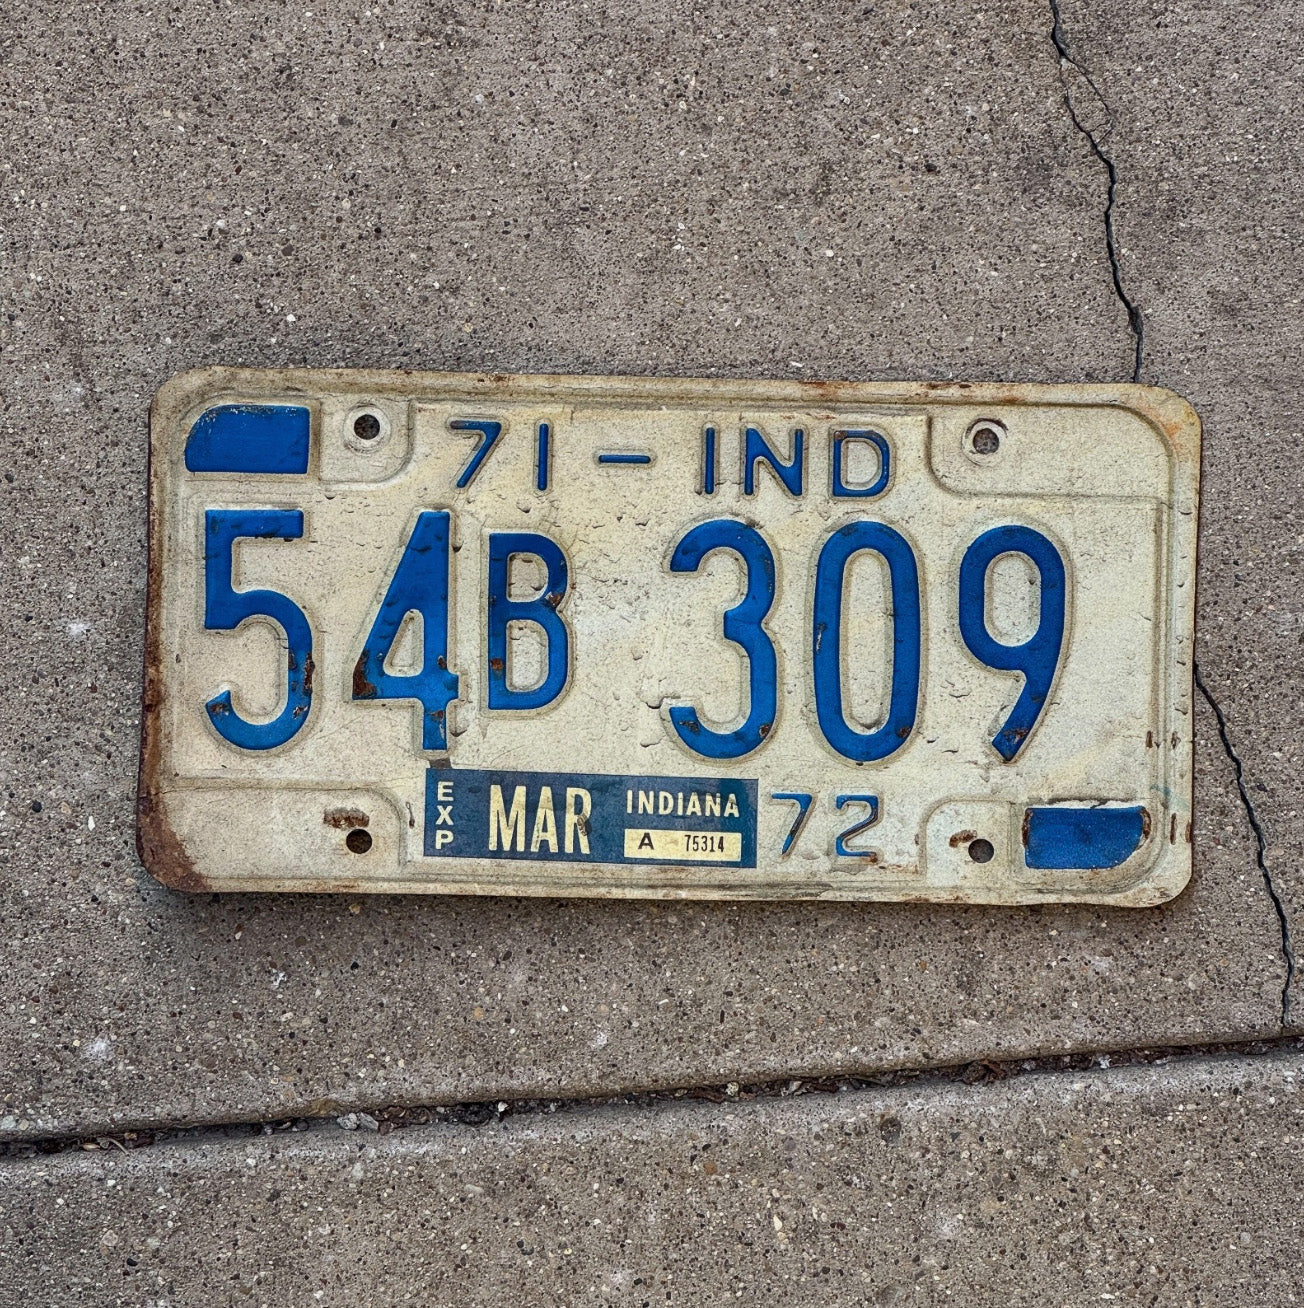 71-IND
54B 309
EXP MAR INDIANA 72
A 75314